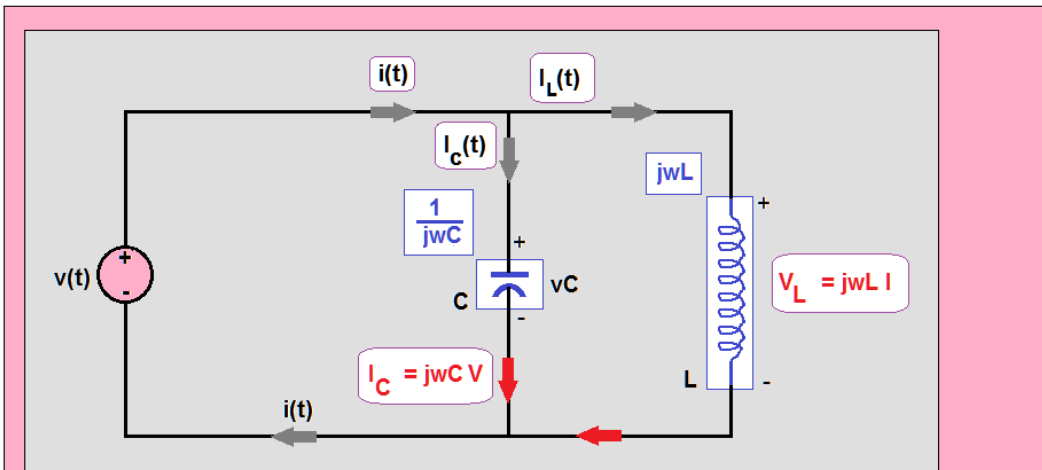 i(t)
I_L(t)
I_c(t)
jwL
1
jwC
+
+
+
-
v(t)
C
vC
-
V_L = jwL I
I_C = jwC V
L
-
i(t)